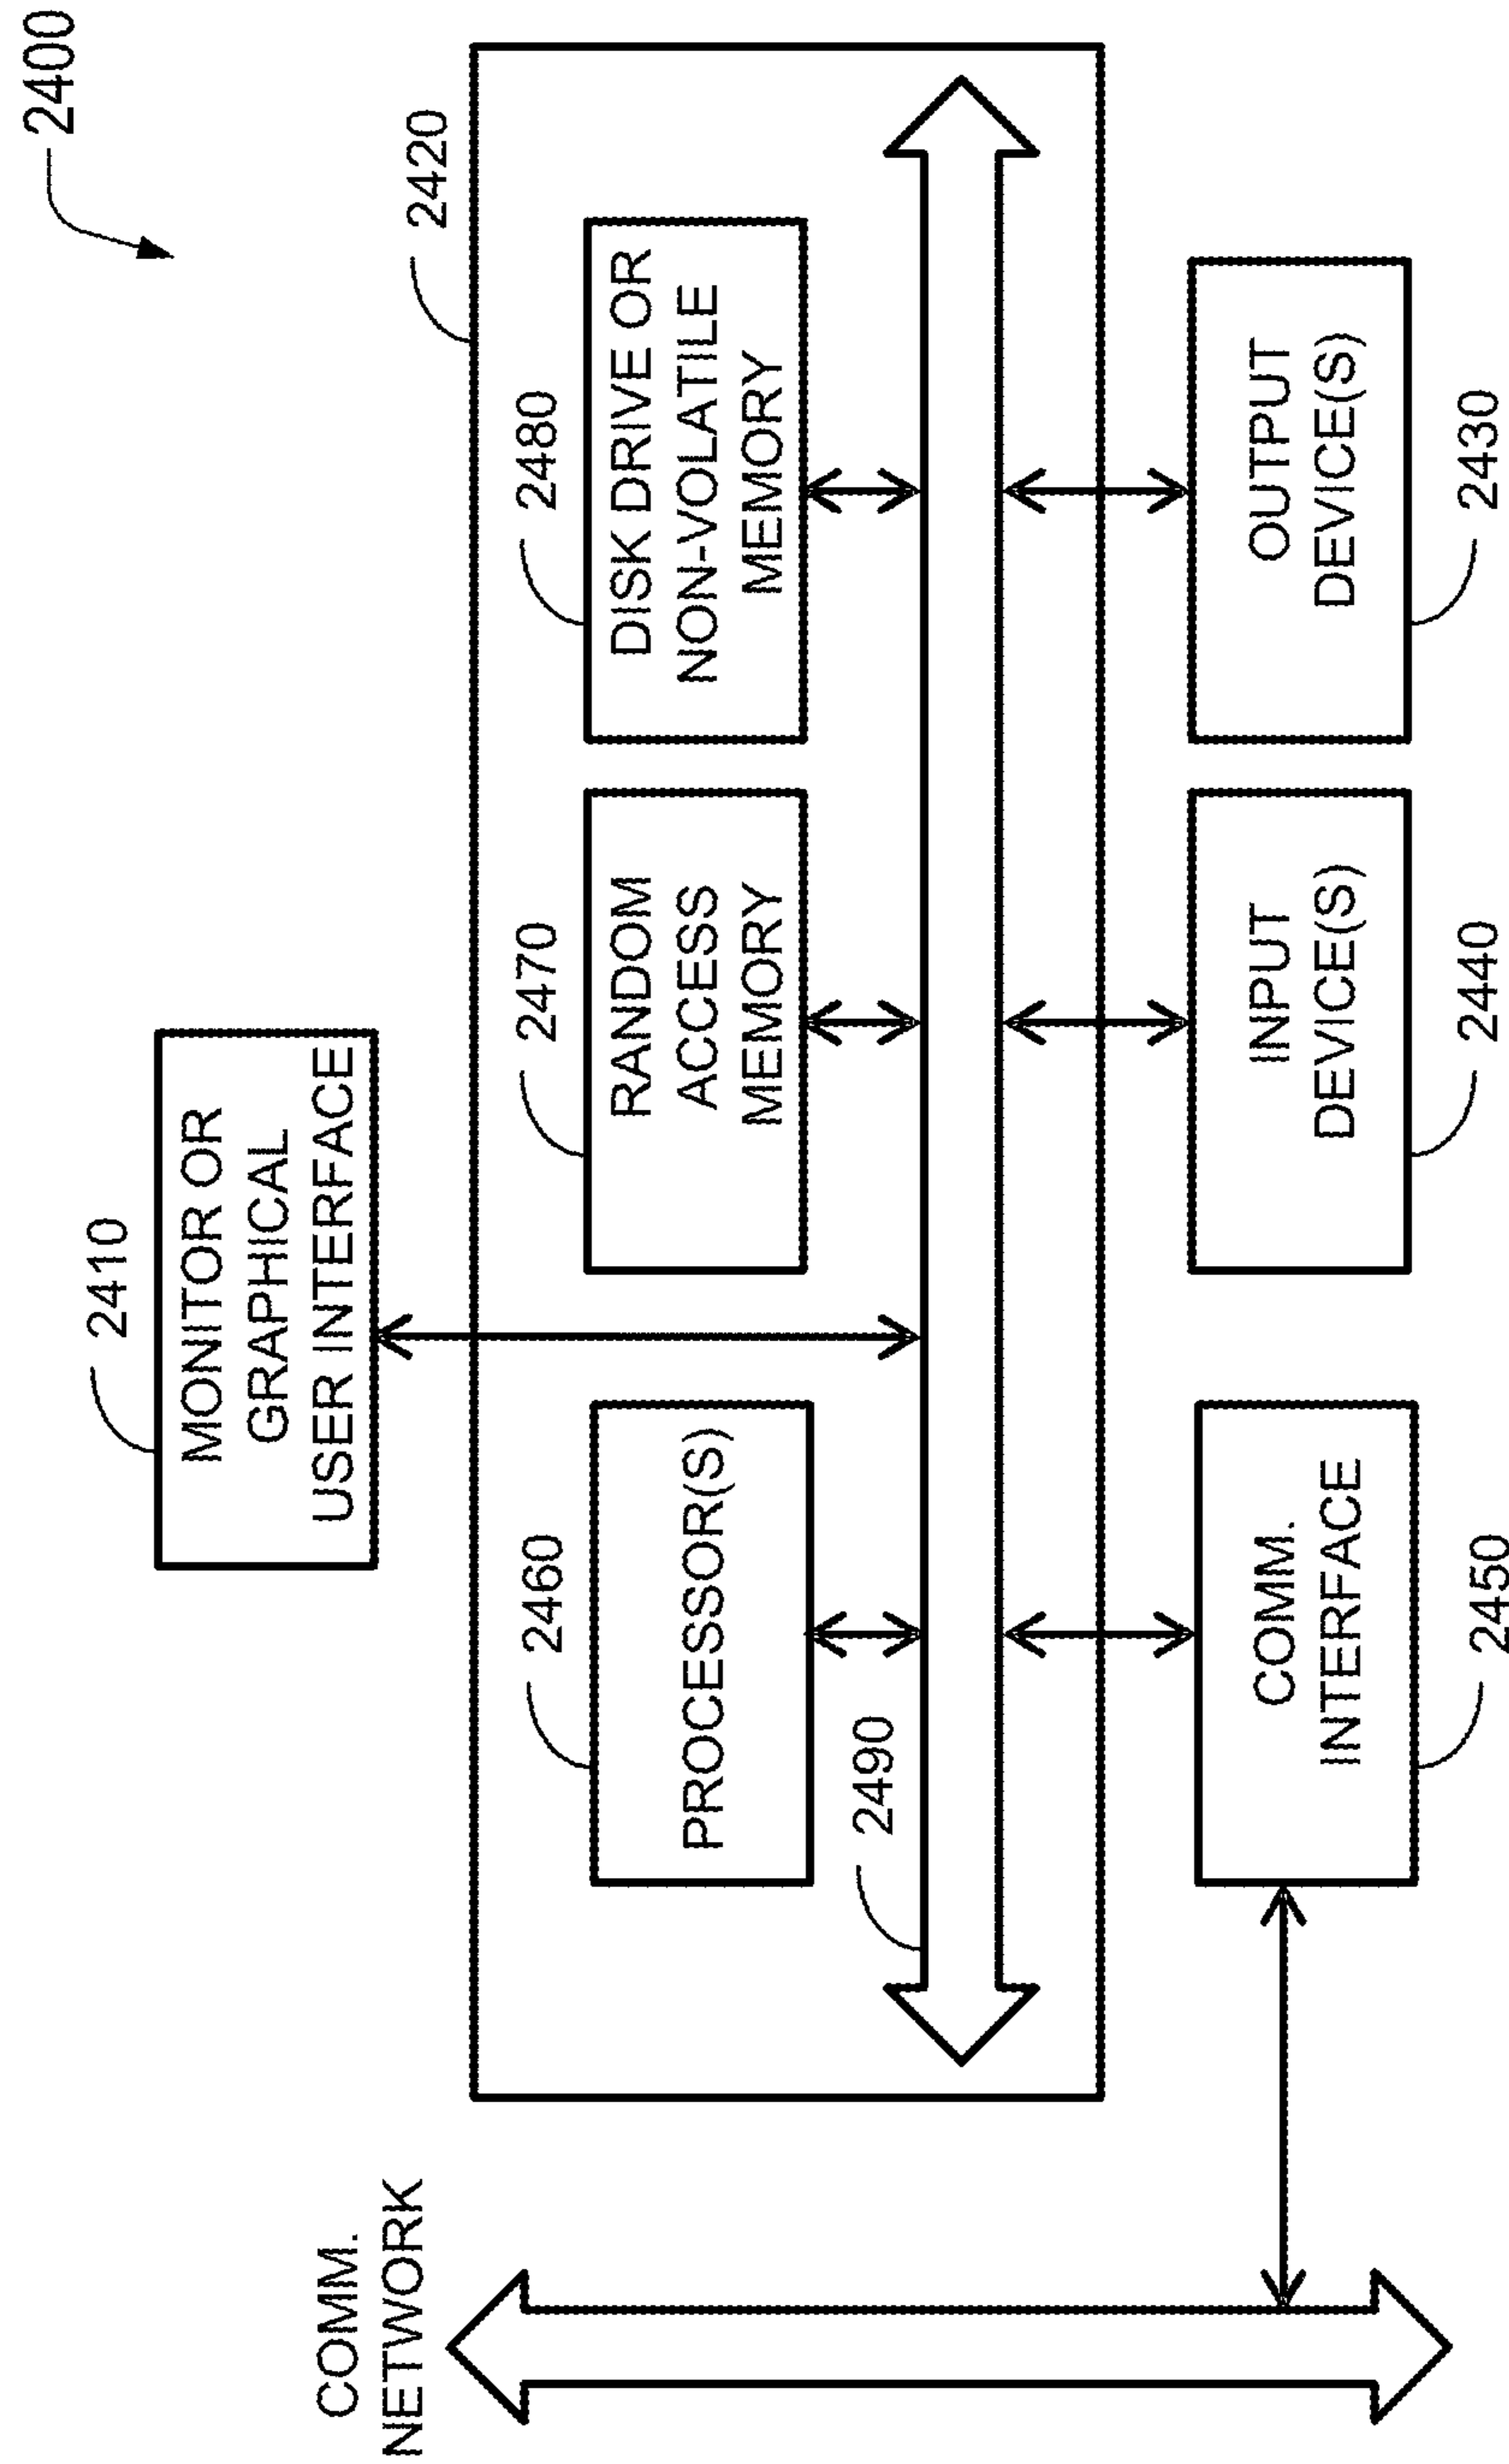 2400
2410
MONITOR OR
GRAPHICAL
USER INTERFACE
2420
COMM.
NETWORK
2460
PROCESSOR(S)
2470
RANDOM
ACCESS
MEMORY
2480
DISK DRIVE OR
NON-VOLATILE
MEMORY
2490
COMM.
INTERFACE
2450
INPUT
DEVICE(S)
2440
OUTPUT
DEVICE(S)
2430